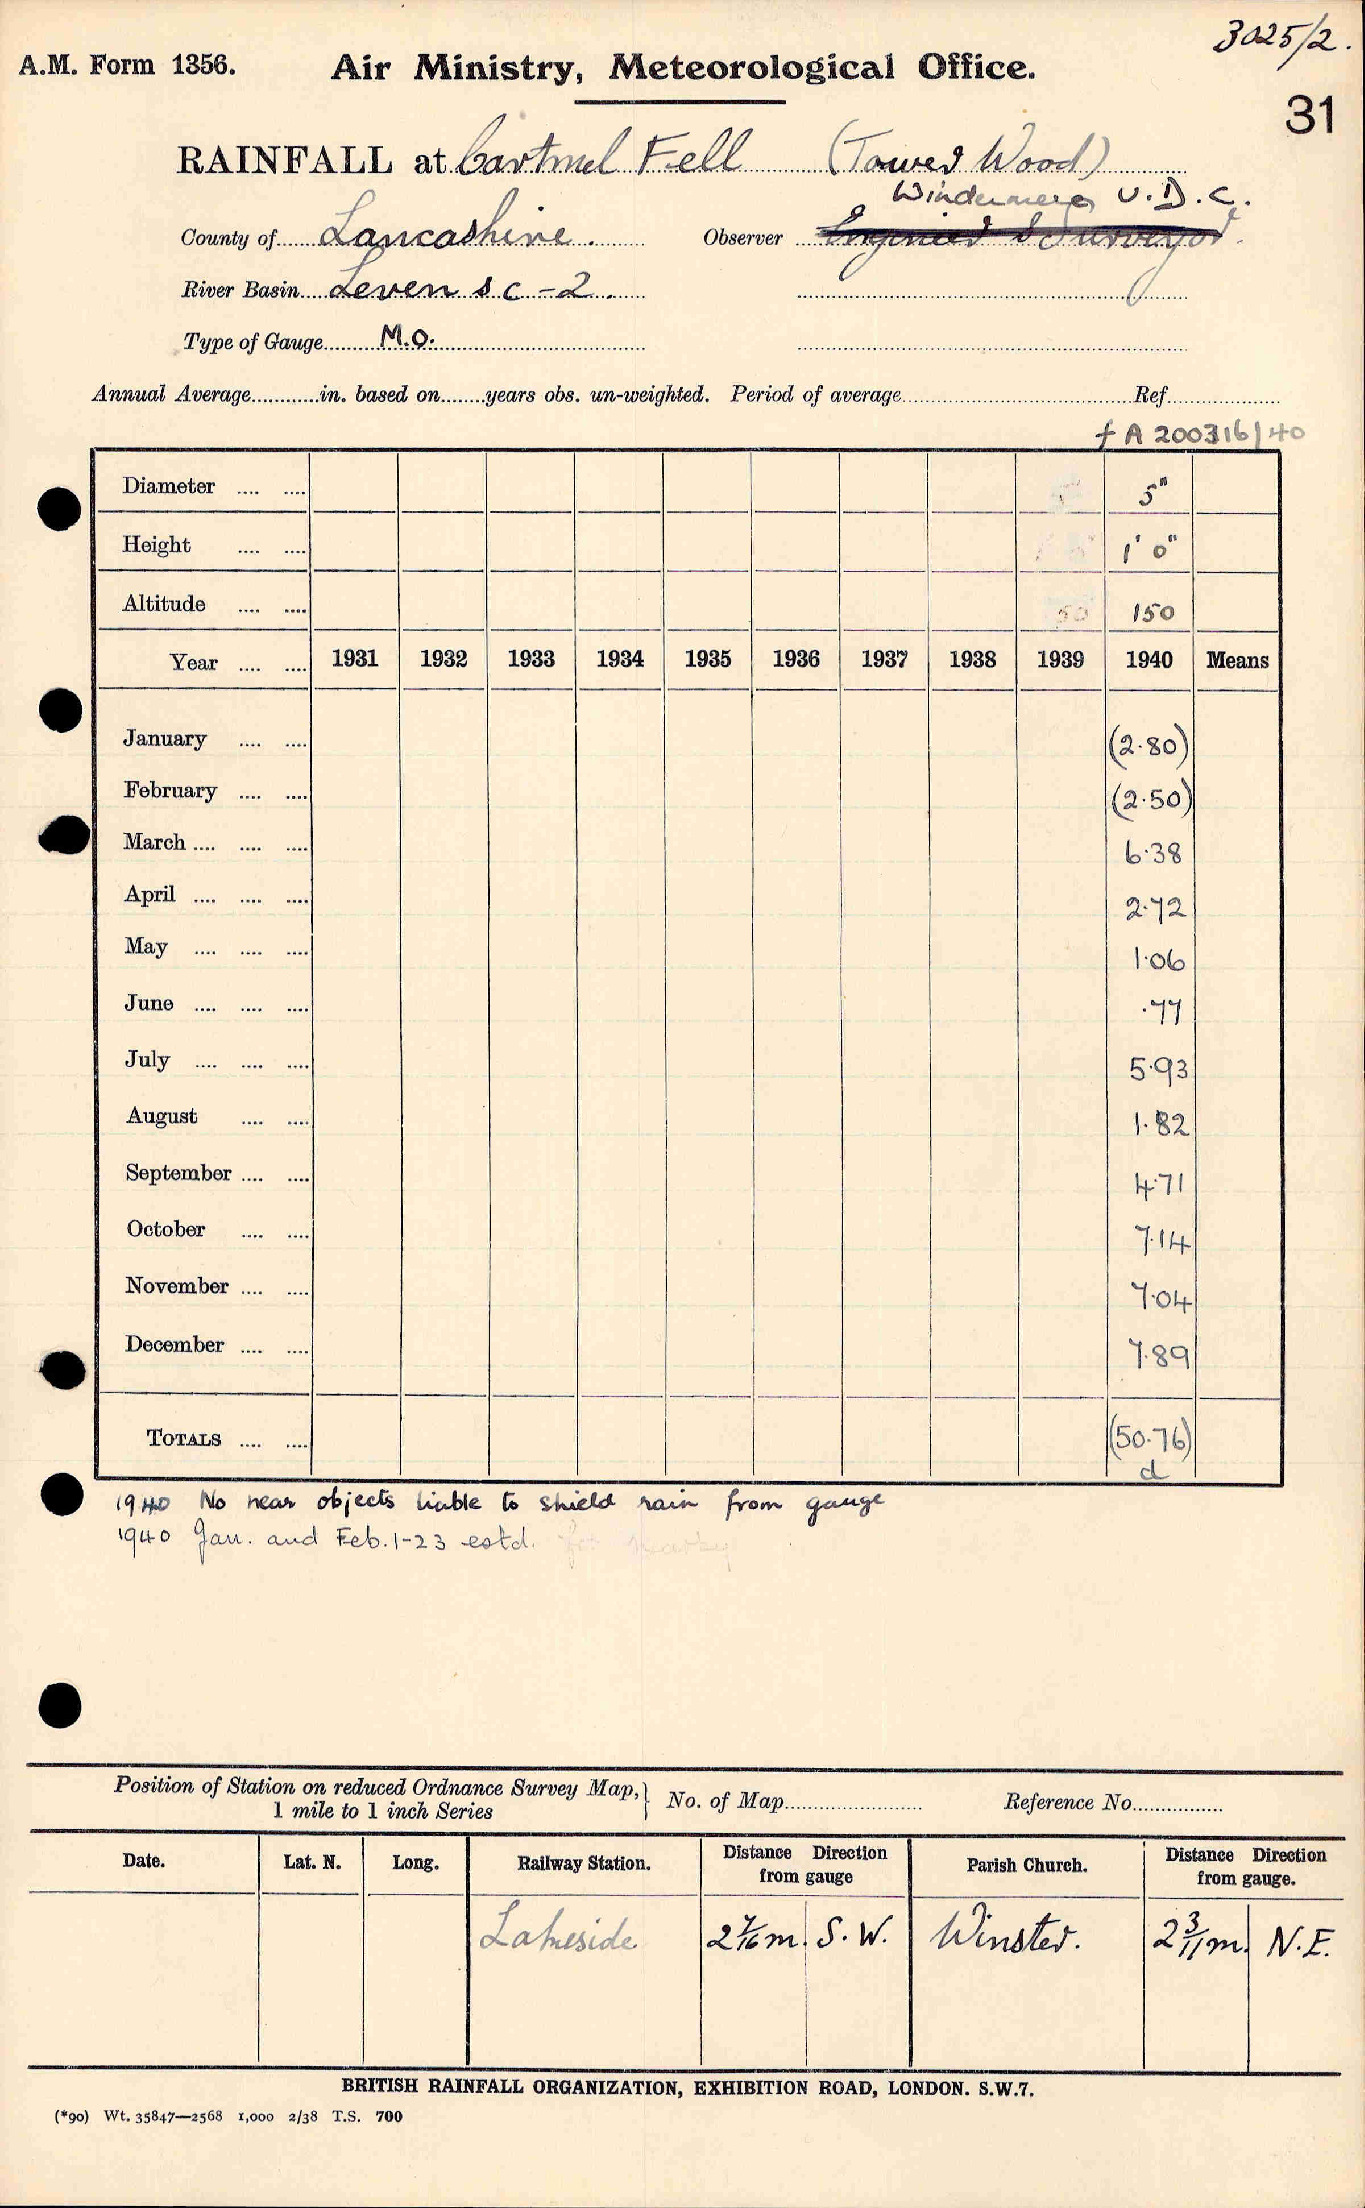 3025/2.
A.M. Form 1356. Air Ministry, Meteorological Office.
31
RAINFALL at Cartmel Fell (Tower Wood)
Windermere U.D.C.
County of Lancashire. Observer Engineer & Surveyor.
River Basin Leven & C-2.
Type of Gauge M.O.
Annual Average in. based on years obs. un-weighted. Period of average Ref
† A 200316/40
Diameter 5"
Height 1' 0"
Altitude 50 150
Year 1931 1932 1933 1934 1935 1936 1937 1938 1939 1940 Means
January (2.80)
February (2.50)
March 6.38
April 2.72
May 1.06
June .77
July 5.93
August 1.82
September 4.71
October 7.14
November 7.04
December 7.89
TOTALS (50.76)
d
1940 No near objects liable to shield rain from gauge
1940 Jan. and Feb. 1-23 estd.
Position of Station on reduced Ordnance Survey Map, 1 mile to 1 inch Series } No. of Map Reference No.
Date. Lat. N. Long. Railway Station. Distance Direction from gauge Parish Church. Distance Direction from gauge.
Lakeside 2 7/16 m. S.W. Winster. 2 3/11 m. N.E.
BRITISH RAINFALL ORGANIZATION, EXHIBITION ROAD, LONDON. S.W.7.
(*90) Wt. 35847—2568 1,000 2/38 T.S. 700